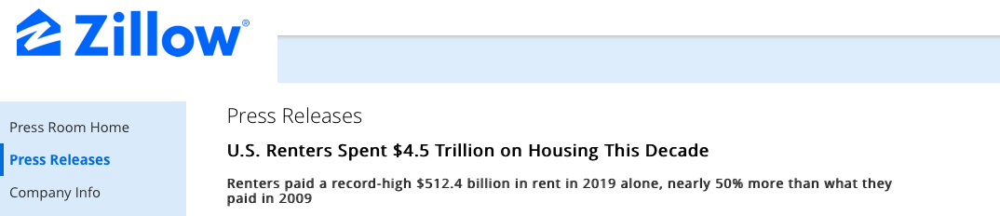 Zillow®
Press Room Home
Press Releases
Company Info
Press Releases
U.S. Renters Spent $4.5 Trillion on Housing This Decade
Renters paid a record-high $512.4 billion in rent in 2019 alone, nearly 50% more than what they
paid in 2009